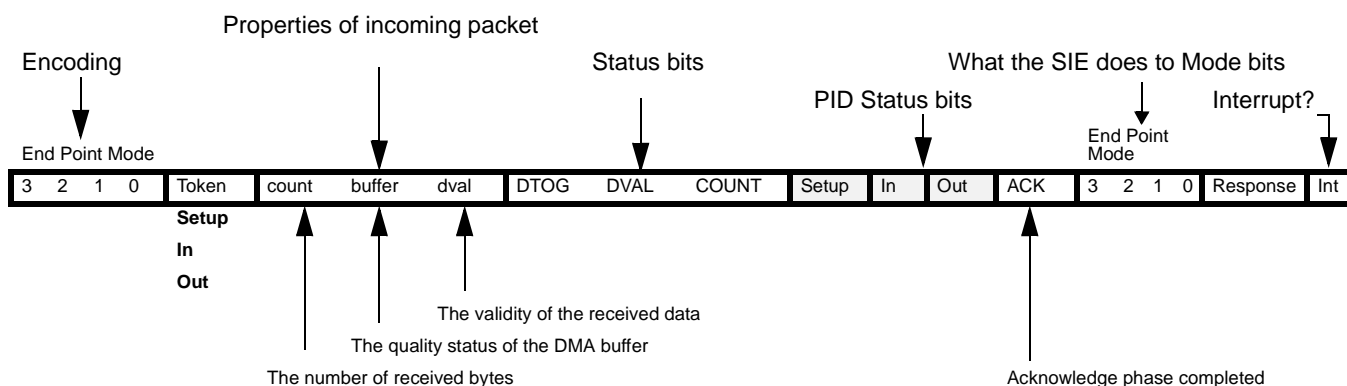 Properties of incoming packet
Encoding
Status bits
What the SIE does to Mode bits
PID Status bits
Interrupt?
End Point Mode
End Point
Mode
3 2 1 0 Token count buffer dval DTOG DVAL COUNT Setup In Out ACK 3 2 1 0 Response Int
Setup
In
Out
The validity of the received data
The quality status of the DMA buffer
The number of received bytes
Acknowledge phase completed